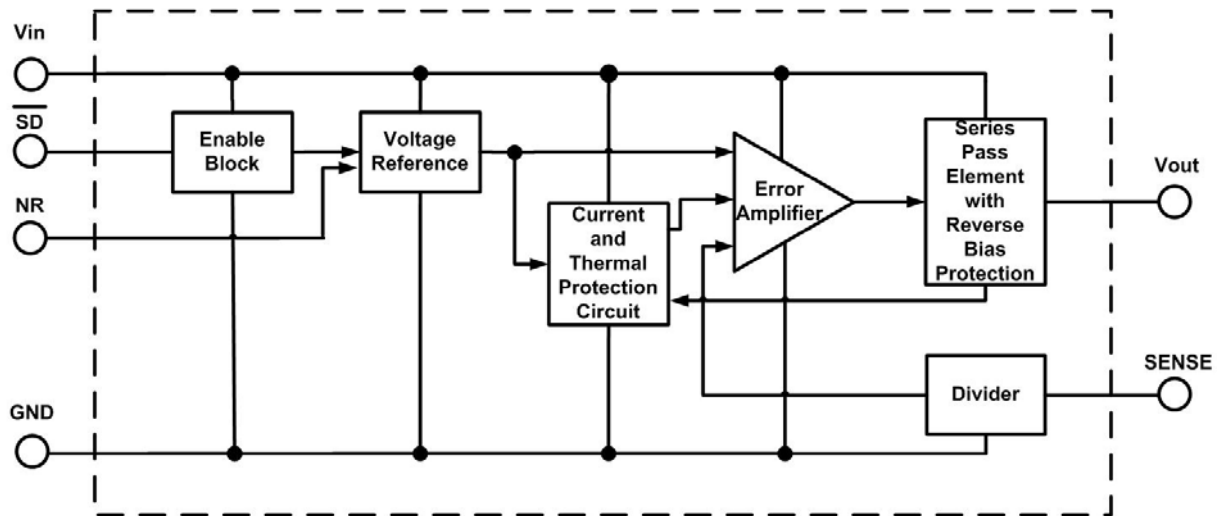 Vin
SD
NR
GND
Enable
Block
Voltage
Reference
Current
and
Thermal
Protection
Circuit
Error
Amplifier
Series
Pass
Element
with
Reverse
Bias
Protection
Divider
Vout
SENSE